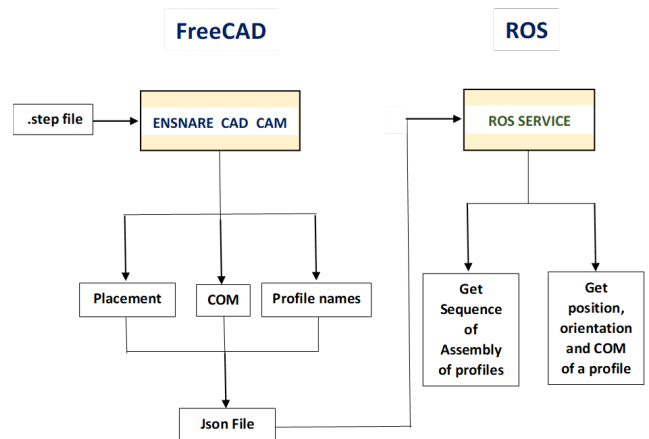 FreeCAD
ROS
.step file
ENSNARE CAD CAM
ROS SERVICE
Placement
COM
Profile names
Get
Sequence
of
Assembly
of profiles
Get
position,
orientation
and COM
of a profile
Json File